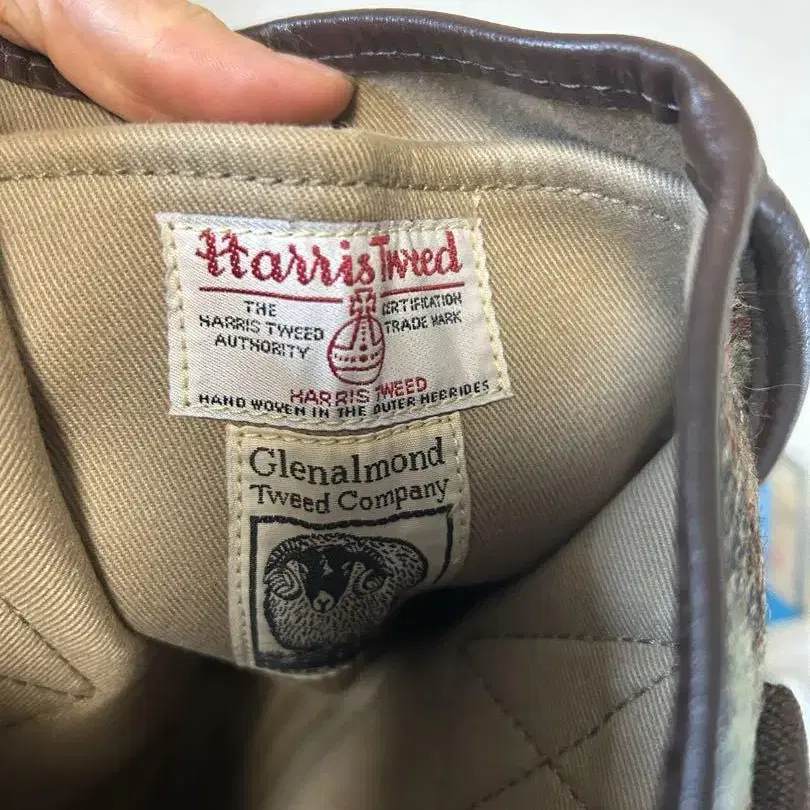 Harris Tweed
THE HARRIS TWEED AUTHORITY
CERTIFICATION TRADE MARK
HARRIS TWEED
HAND WOVEN IN THE OUTER HEBRIDES
Glenalmond
Tweed Company